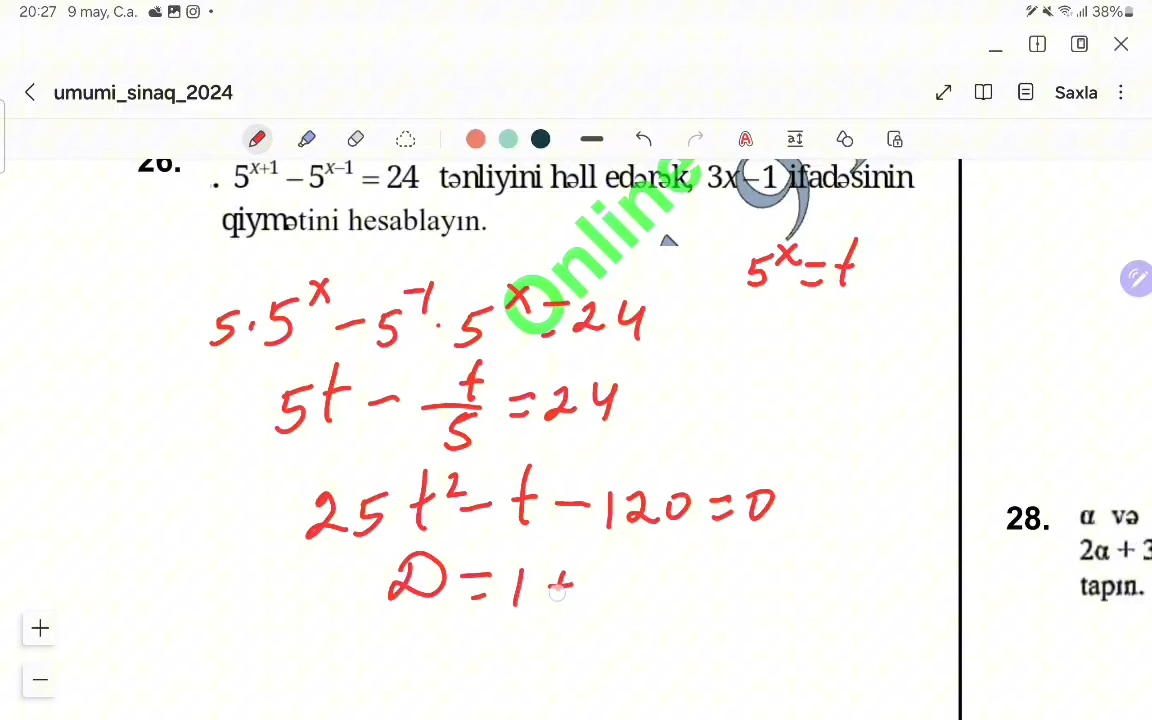 20:27 9 may, C.a. 38%
umumi_sinaq_2024 Saxla
26.
. 5^{x+1} – 5^{x–1} = 24 tənliyini həll edərək, 3x–1 ifadəsinin
qiymətini hesablayın.
Online
5^x = t
5·5^x – 5^{-1}·5^x = 24
5t – t/5 = 24
25t² – t – 120 = 0
D = 1 +
28. α və
2α + 3
tapın.